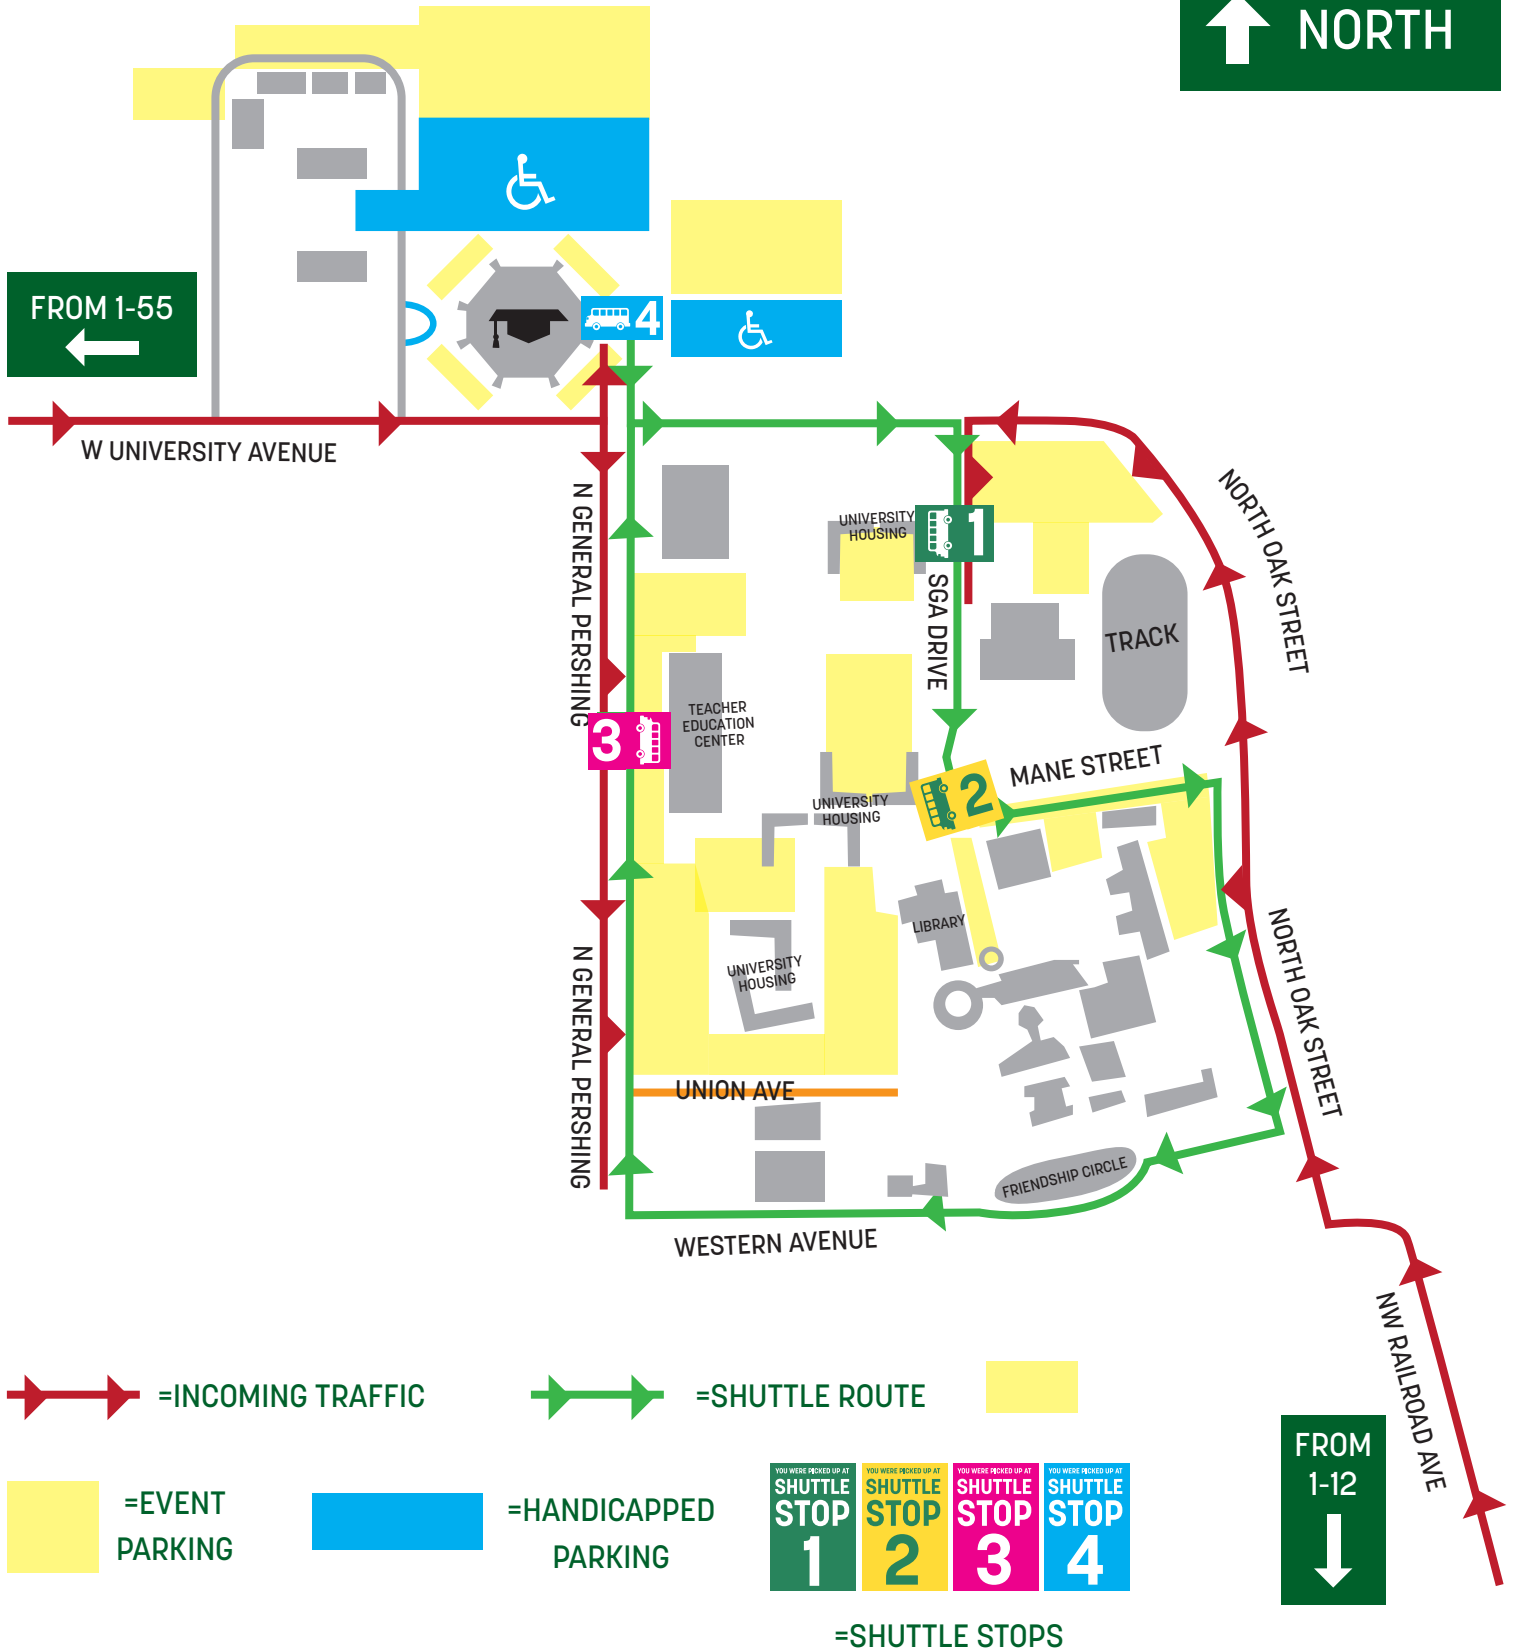 NORTH
FROM 1-55
4
W UNIVERSITY AVENUE
N GENERAL PERSHING
UNIVERSITY
HOUSING
1
NORTH OAK STREET
SGA DRIVE
TRACK
3
TEACHER
EDUCATION
CENTER
2
MANE STREET
UNIVERSITY
HOUSING
LIBRARY
UNIVERSITY
HOUSING
N GENERAL PERSHING
NORTH OAK STREET
UNION AVE
FRIENDSHIP CIRCLE
WESTERN AVENUE
NW RAILROAD AVE
=INCOMING TRAFFIC
=SHUTTLE ROUTE
=EVENT
PARKING
=HANDICAPPED
PARKING
YOU WERE PICKED UP AT
SHUTTLE
STOP
1
YOU WERE PICKED UP AT
SHUTTLE
STOP
2
YOU WERE PICKED UP AT
SHUTTLE
STOP
3
YOU WERE PICKED UP AT
SHUTTLE
STOP
4
=SHUTTLE STOPS
FROM
1-12